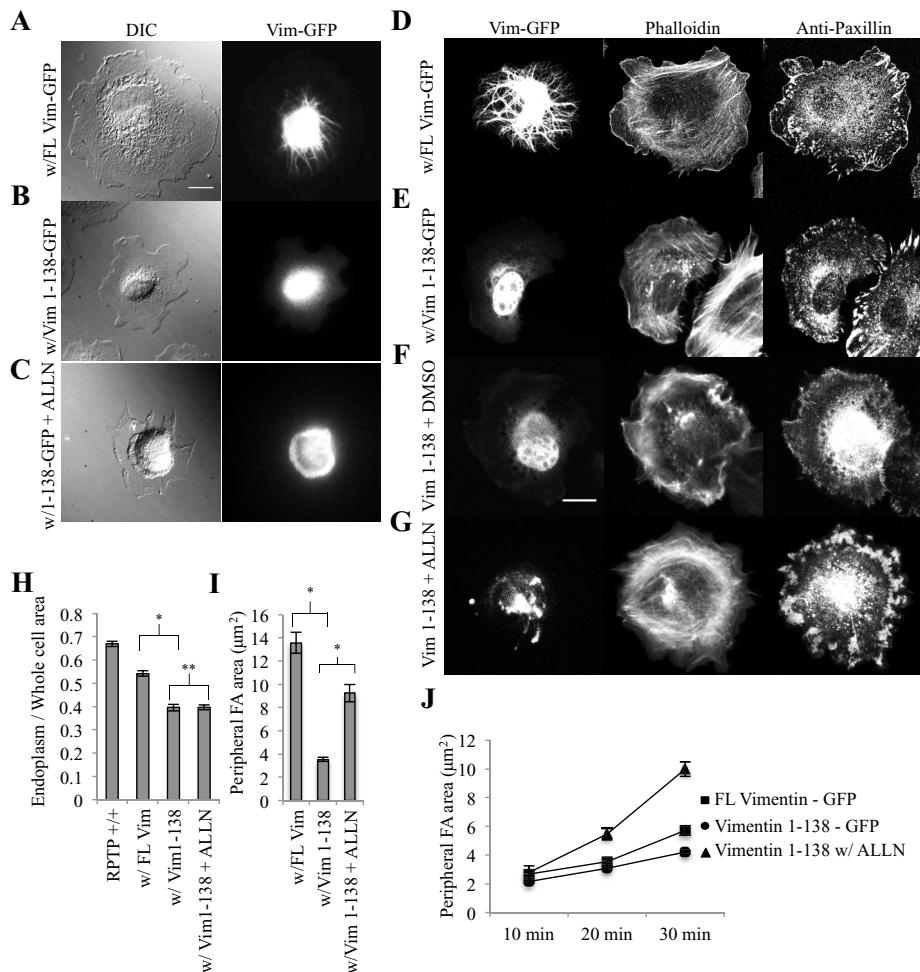 A
DIC
Vim-GFP
w/FL Vim-GFP
B
w/Vim 1-138-GFP
C
w/1-138-GFP + ALLN
D
Vim-GFP
Phalloidin
Anti-Paxillin
w/FL Vim-GFP
E
w/Vim 1-138-GFP
F
Vim 1-138 + DMSO
G
Vim 1-138 + ALLN
H
Endoplasm / Whole cell area
0.8
0.7
0.6
0.5
0.4
0.3
0.2
0.1
0
*
**
RPTP +/+
w/ FL Vim
w/ Vim1-138
w/ Vim1-138 + ALLN
I
Peripheral FA area (μm²)
16
14
12
10
8
6
4
2
0
*
*
w/FL Vim
w/Vim 1-138
w/Vim 1-138 + ALLN
J
Peripheral FA area (μm²)
12
10
8
6
4
2
0
10 min
20 min
30 min
FL Vimentin - GFP
Vimentin 1-138 - GFP
Vimentin 1-138 w/ ALLN